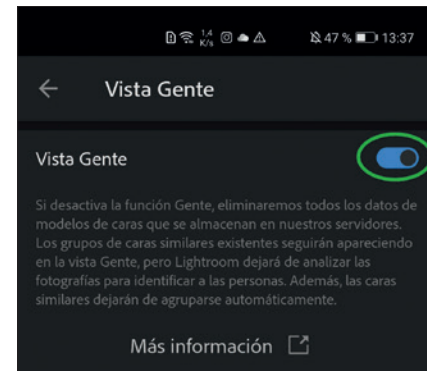 1,4 K/s 47 % 13:37
Vista Gente
Vista Gente
Si desactiva la función Gente, eliminaremos todos los datos de
modelos de caras que se almacenan en nuestros servidores.
Los grupos de caras similares existentes seguirán apareciendo
en la vista Gente, pero Lightroom dejará de analizar las
fotografías para identificar a las personas. Además, las caras
similares dejarán de agruparse automáticamente.
Más información